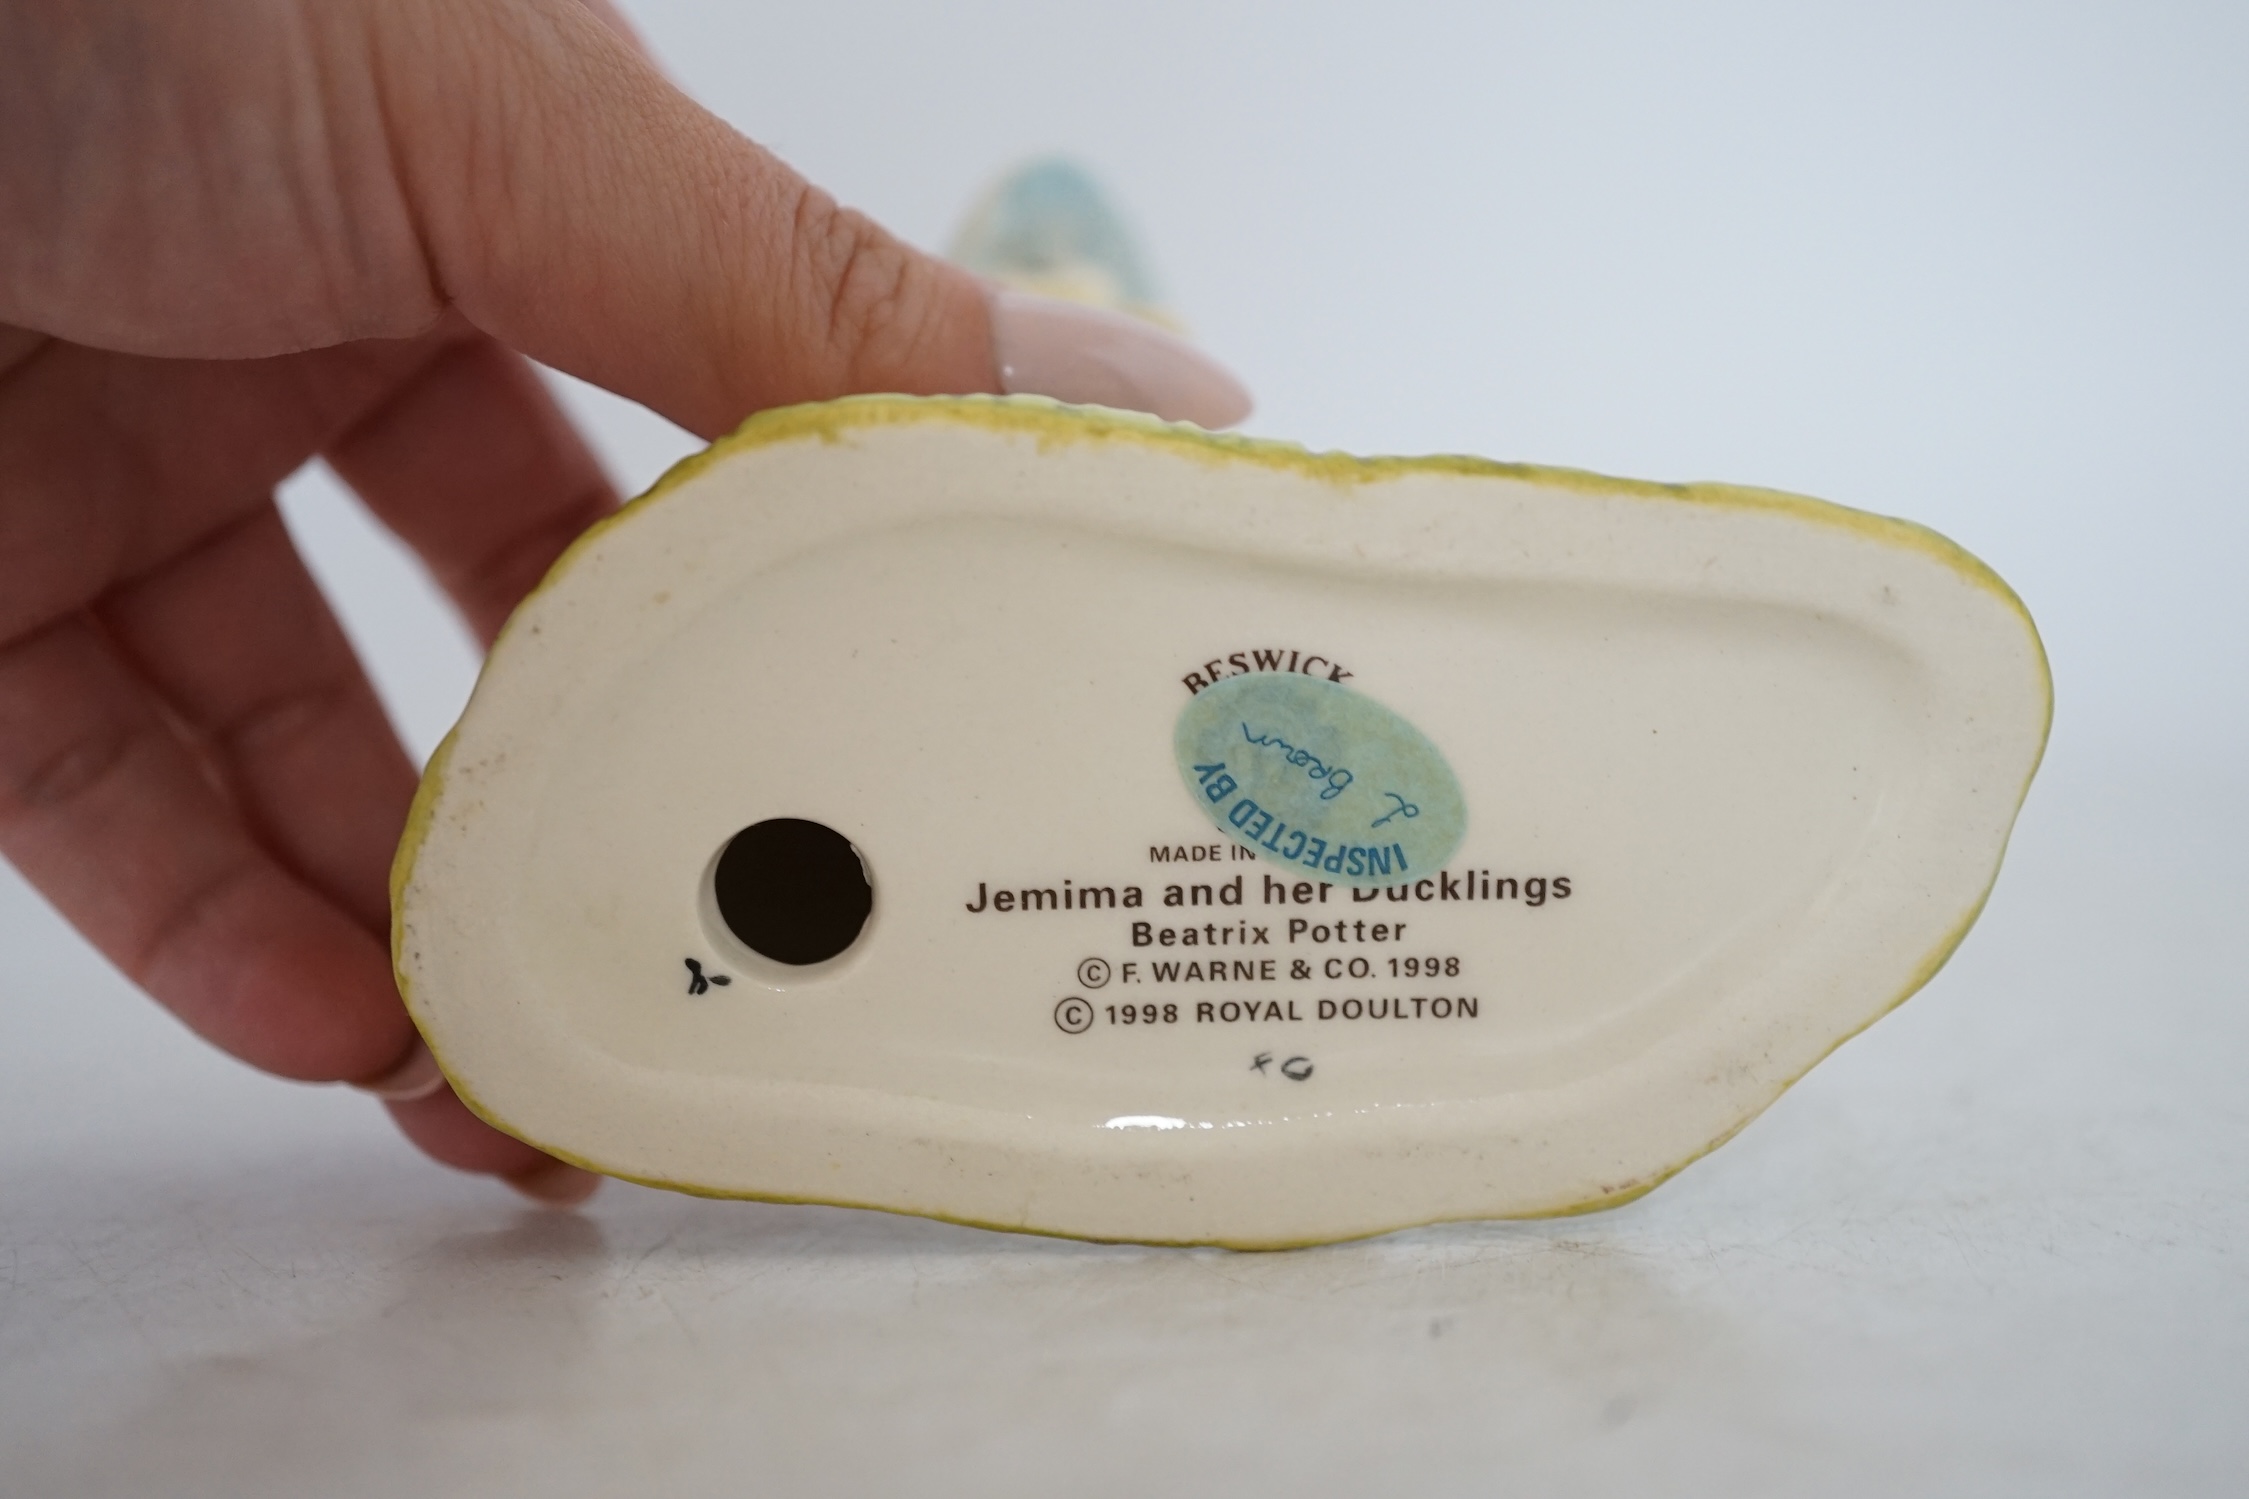 BESWICK
INSPECTED BY
L Brown
MADE IN
Jemima and her Ducklings
Beatrix Potter
© F. WARNE & CO. 1998
© 1998 ROYAL DOULTON